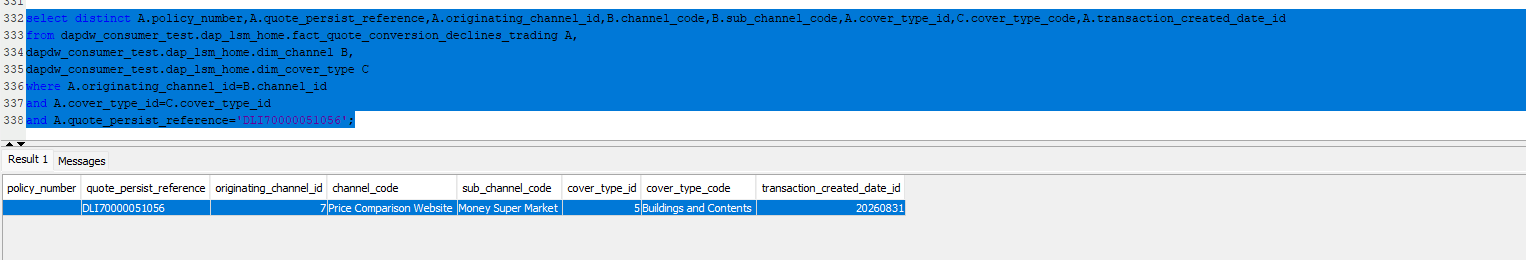 331
332 select distinct A.policy_number,A.quote_persist_reference,A.originating_channel_id,B.channel_code,B.sub_channel_code,A.cover_type_id,C.cover_type_code,A.transaction_created_date_id
333 from dapdw_consumer_test.dap_lsm_home.fact_quote_conversion_declines_trading A,
334 dapdw_consumer_test.dap_lsm_home.dim_channel B,
335 dapdw_consumer_test.dap_lsm_home.dim_cover_type C
336 where A.originating_channel_id=B.channel_id
337 and A.cover_type_id=C.cover_type_id
338 and A.quote_persist_reference='DLI70000051056';
Result 1 Messages
policy_number quote_persist_reference originating_channel_id channel_code sub_channel_code cover_type_id cover_type_code transaction_created_date_id
DLI70000051056 7 Price Comparison Website Money Super Market 5 Buildings and Contents 20260831